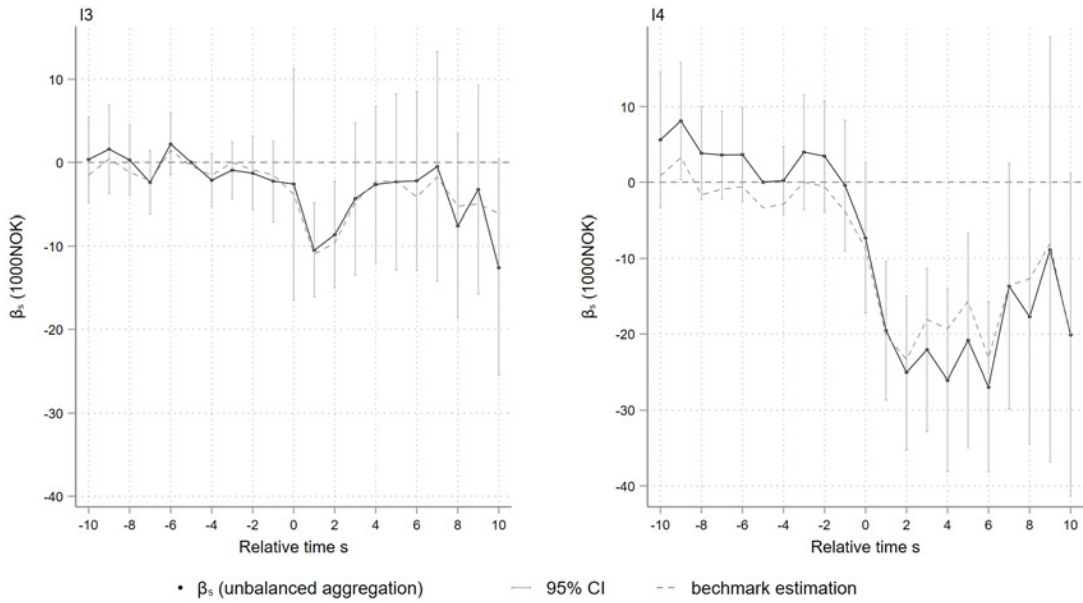 I3
I4
10
0
-10
-20
-30
-40
βs (1000NOK)
-10 -8 -6 -4 -2 0 2 4 6 8 10
Relative time s
10
0
-10
-20
-30
-40
βs (1000NOK)
-10 -8 -6 -4 -2 0 2 4 6 8 10
Relative time s
βs (unbalanced aggregation) 95% CI bechmark estimation